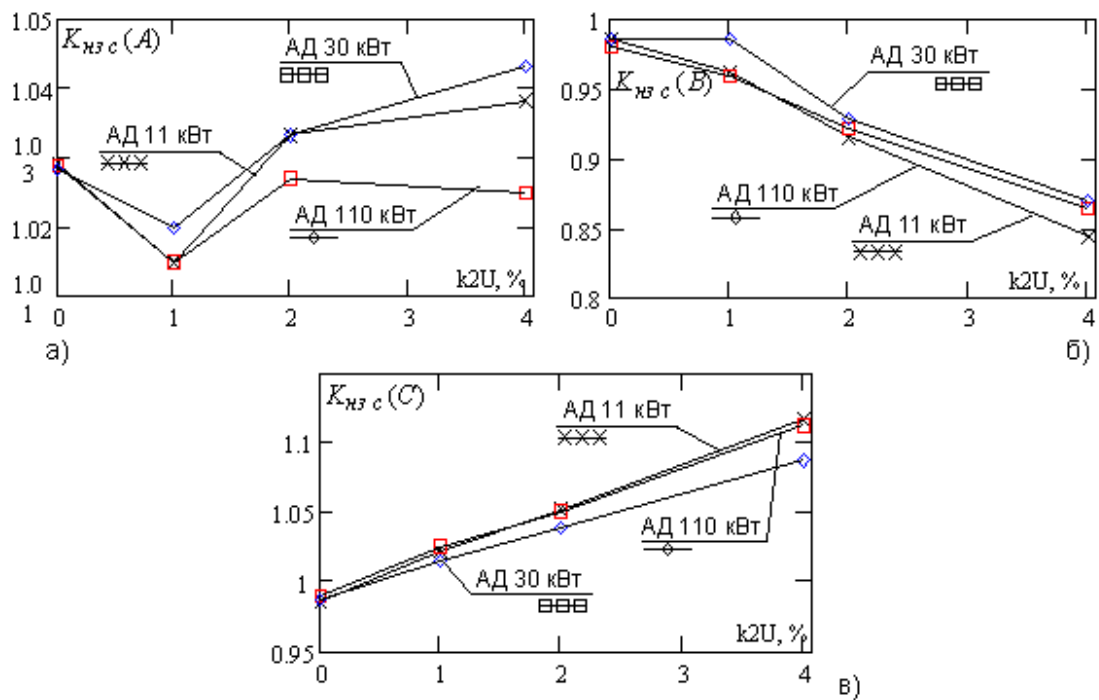 1.05
K нз с (A)
АД 30 кВт
1.04
АД 11 кВт
1.0
3
АД 110 кВт
1.02
1.0
1
k2U, %
0
1
2
3
4
а)
1
АД 30 кВт
0.95
K нз с (B)
0.9
АД 110 кВт
АД 11 кВт
0.85
k2U, %
0.8
0
1
2
3
4
б)
K нз с (C)
АД 11 кВт
1.1
1.05
АД 110 кВт
АД 30 кВт
1
k2U, %
0.95
0
1
2
3
4
в)